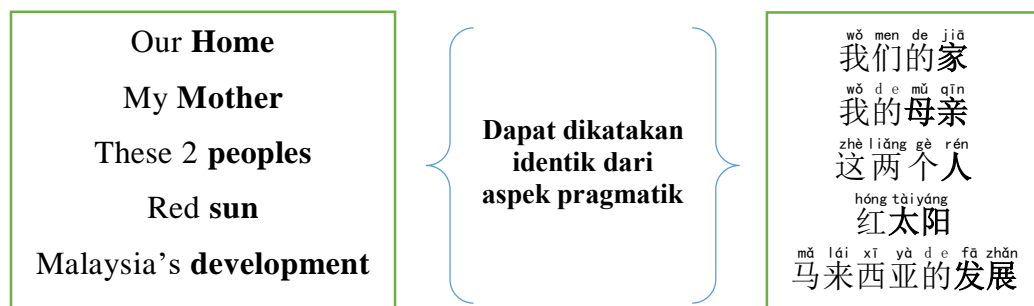 Our Home
My Mother
These 2 peoples
Red sun
Malaysia’s development
Dapat dikatakan
identik dari
aspek pragmatik
wǒ men de jiā
我们的家
wǒ de mǔ qīn
我的母亲
zhè liǎng gè rén
这两个人
hóng tài yáng
红太阳
mǎ lái xī yà de fā zhǎn
马来西亚的发展